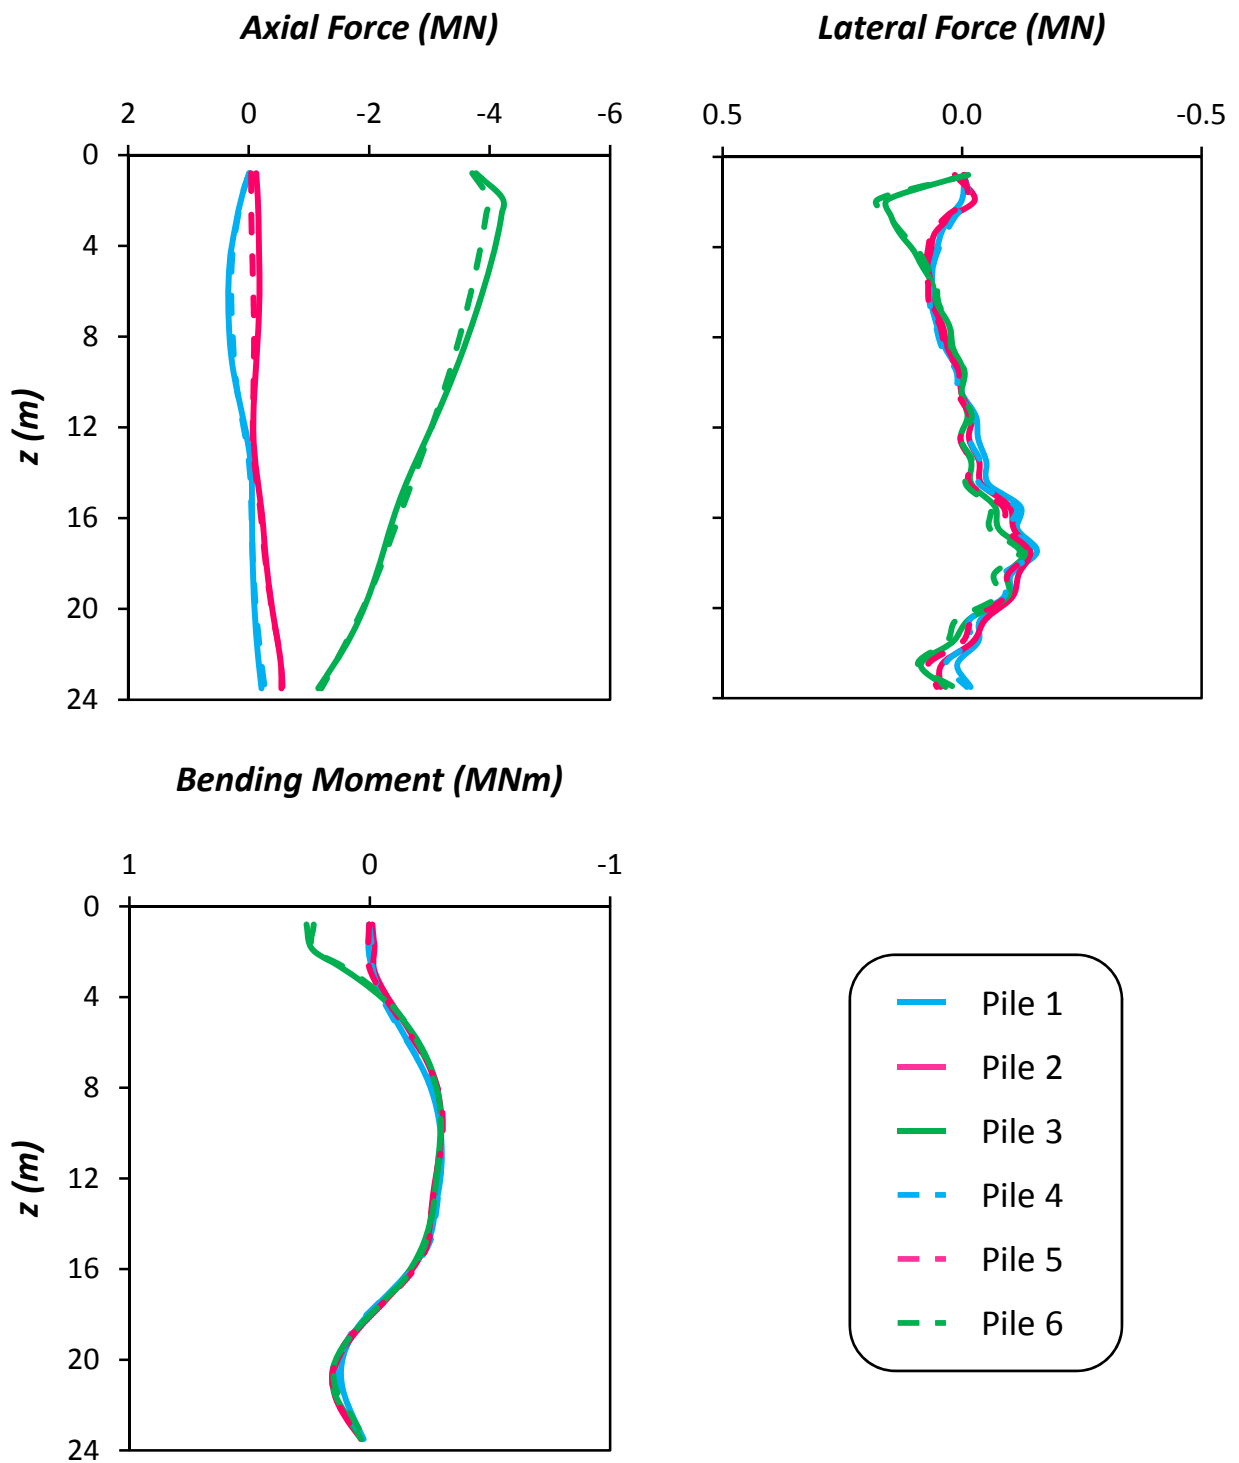 Axial Force (MN)
2 0 -2 -4 -6
0
4
8
12
16
20
24
z (m)
Lateral Force (MN)
0.5 0.0 -0.5
Bending Moment (MNm)
1 0 -1
0
4
8
12
16
20
24
z (m)
Pile 1
Pile 2
Pile 3
Pile 4
Pile 5
Pile 6